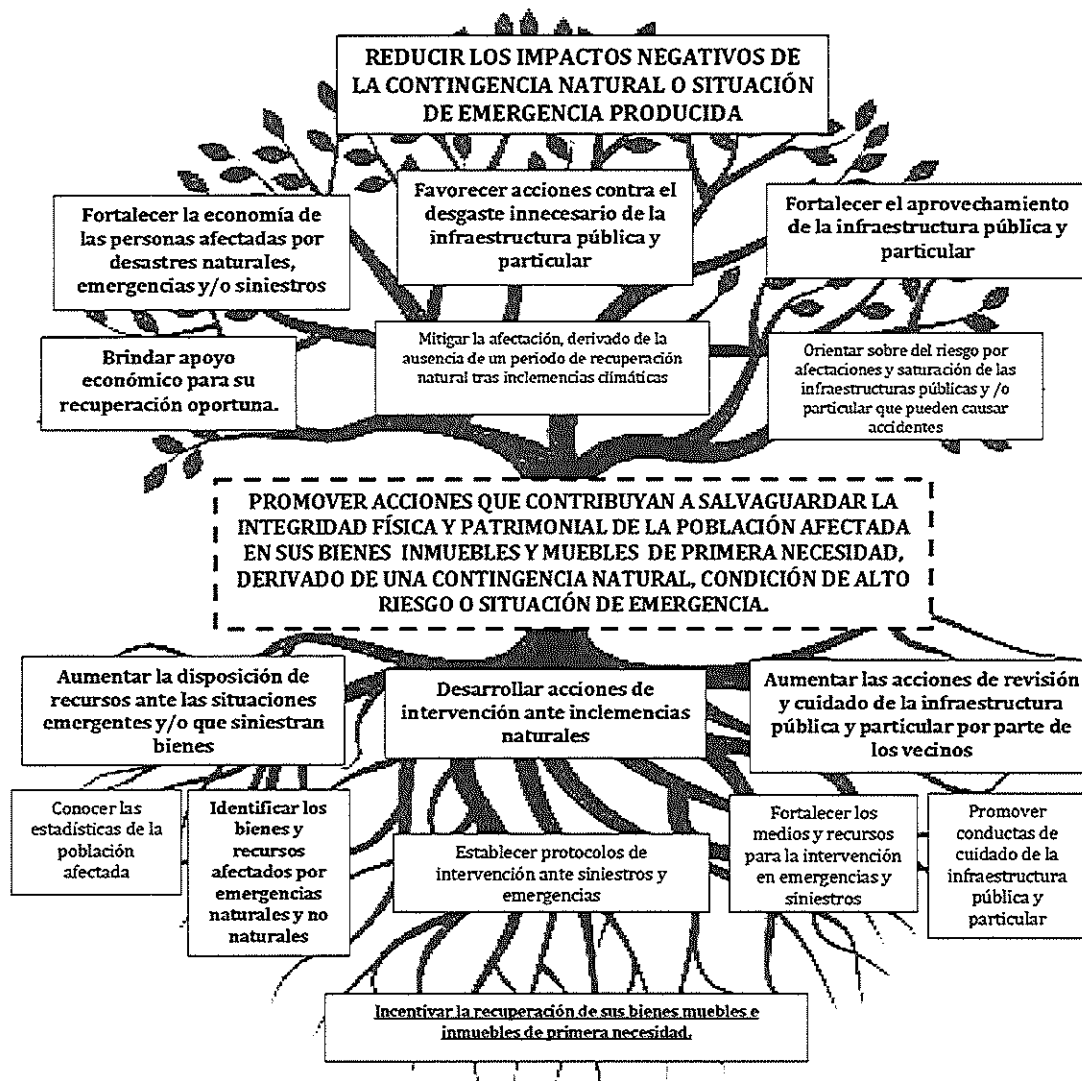 REDUCIR LOS IMPACTOS NEGATIVOS DE
LA CONTINGENCIA NATURAL O SITUACIÓN
DE EMERGENCIA PRODUCIDA
Fortalecer la economía de
las personas afectadas por
desastres naturales,
emergencias y/o siniestros
Favorecer acciones contra el
desgaste innecesario de la
infraestructura pública y
particular
Fortalecer el aprovechamiento
de la infraestructura pública y
particular
Brindar apoyo
económico para su
recuperación oportuna.
Mitigar la afectación, derivado de la
ausencia de un periodo de recuperación
natural tras inclemencias climáticas
Orientar sobre del riesgo por
afectaciones y saturación de las
infraestructuras públicas y /o
particular que pueden causar
accidentes
PROMOVER ACCIONES QUE CONTRIBUYAN A SALVAGUARDAR LA
INTEGRIDAD FÍSICA Y PATRIMONIAL DE LA POBLACIÓN AFECTADA
EN SUS BIENES INMUEBLES Y MUEBLES DE PRIMERA NECESIDAD,
DERIVADO DE UNA CONTINGENCIA NATURAL, CONDICIÓN DE ALTO
RIESGO O SITUACIÓN DE EMERGENCIA.
Aumentar la disposición de
recursos ante las situaciones
emergentes y/o que siniestran
bienes
Desarrollar acciones de
intervención ante inclemencias
naturales
Aumentar las acciones de revisión
y cuidado de la infraestructura
pública y particular por parte de
los vecinos
Conocer las
estadísticas de la
población
afectada
Identificar los
bienes y
recursos
afectados por
emergencias
naturales y no
naturales
Establecer protocolos de
intervención ante siniestros y
emergencias
Fortalecer los
medios y recursos
para la intervención
en emergencias y
siniestros
Promover
conductas de
cuidado de la
infraestructura
pública y
particular
Incentivar la recuperación de sus bienes muebles e
inmuebles de primera necesidad.